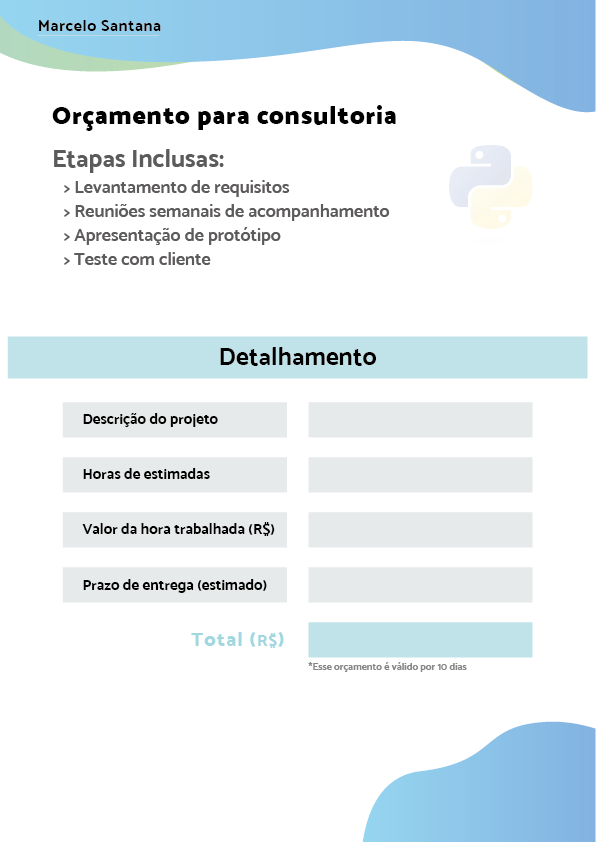 Marcelo Santana
Orçamento para consultoria
Etapas Inclusas:
> Levantamento de requisitos
> Reuniões semanais de acompanhamento
> Apresentação de protótipo
> Teste com cliente
Detalhamento
Descrição do projeto
Horas de estimadas
Valor da hora trabalhada (R$)
Prazo de entrega (estimado)
Total (R$)
*Esse orçamento é válido por 10 dias